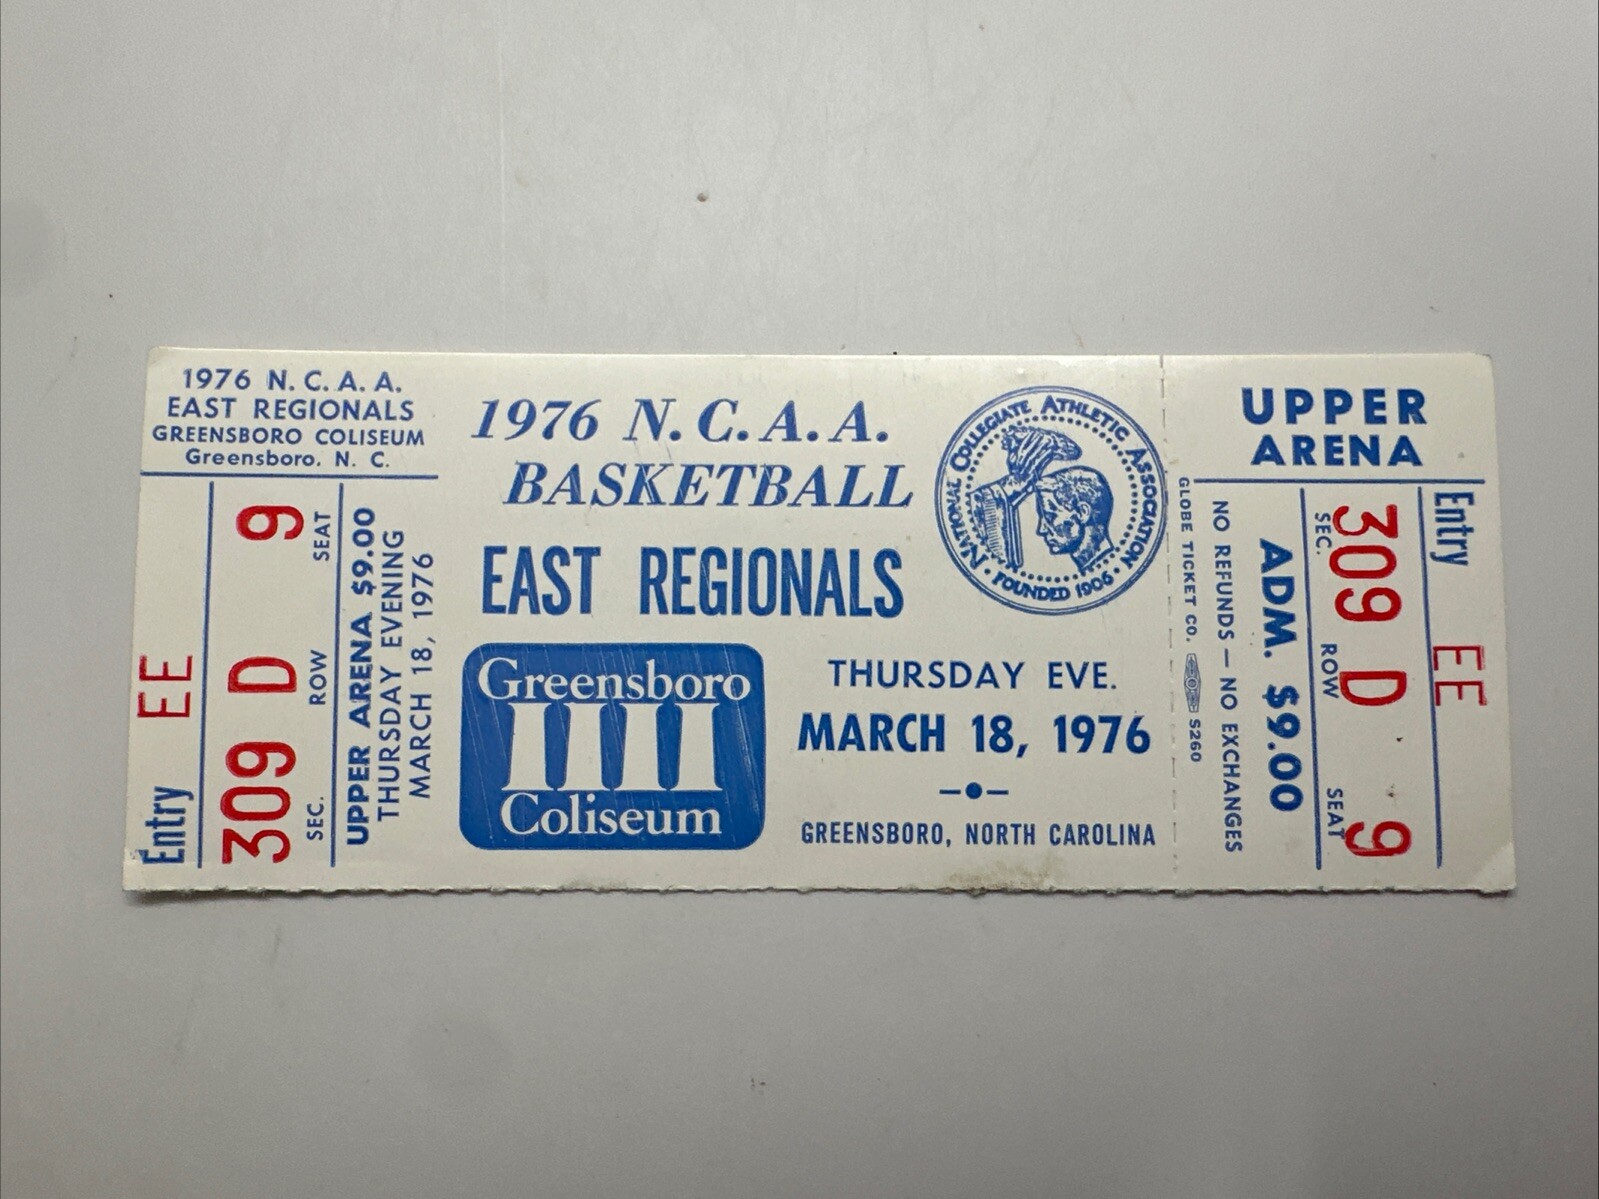 1976 N. C. A. A.
EAST REGIONALS
GREENSBORO COLISEUM
Greensboro. N. C.
Entry EE
309 D 9
SEC. ROW SEAT
UPPER ARENA $9.00
THURSDAY EVENING
MARCH 18, 1976
1976 N. C. A. A.
BASKETBALL
EAST REGIONALS
Greensboro
Coliseum
NATIONAL COLLEGIATE ATHLETIC ASSOCIATION
• FOUNDED 1906 •
THURSDAY EVE.
MARCH 18, 1976
GREENSBORO, NORTH CAROLINA
GLOBE TICKET CO. S260
NO REFUNDS — NO EXCHANGES
UPPER
ARENA
ADM. $9.00
SEC. ROW SEAT
309 D 9
Entry EE